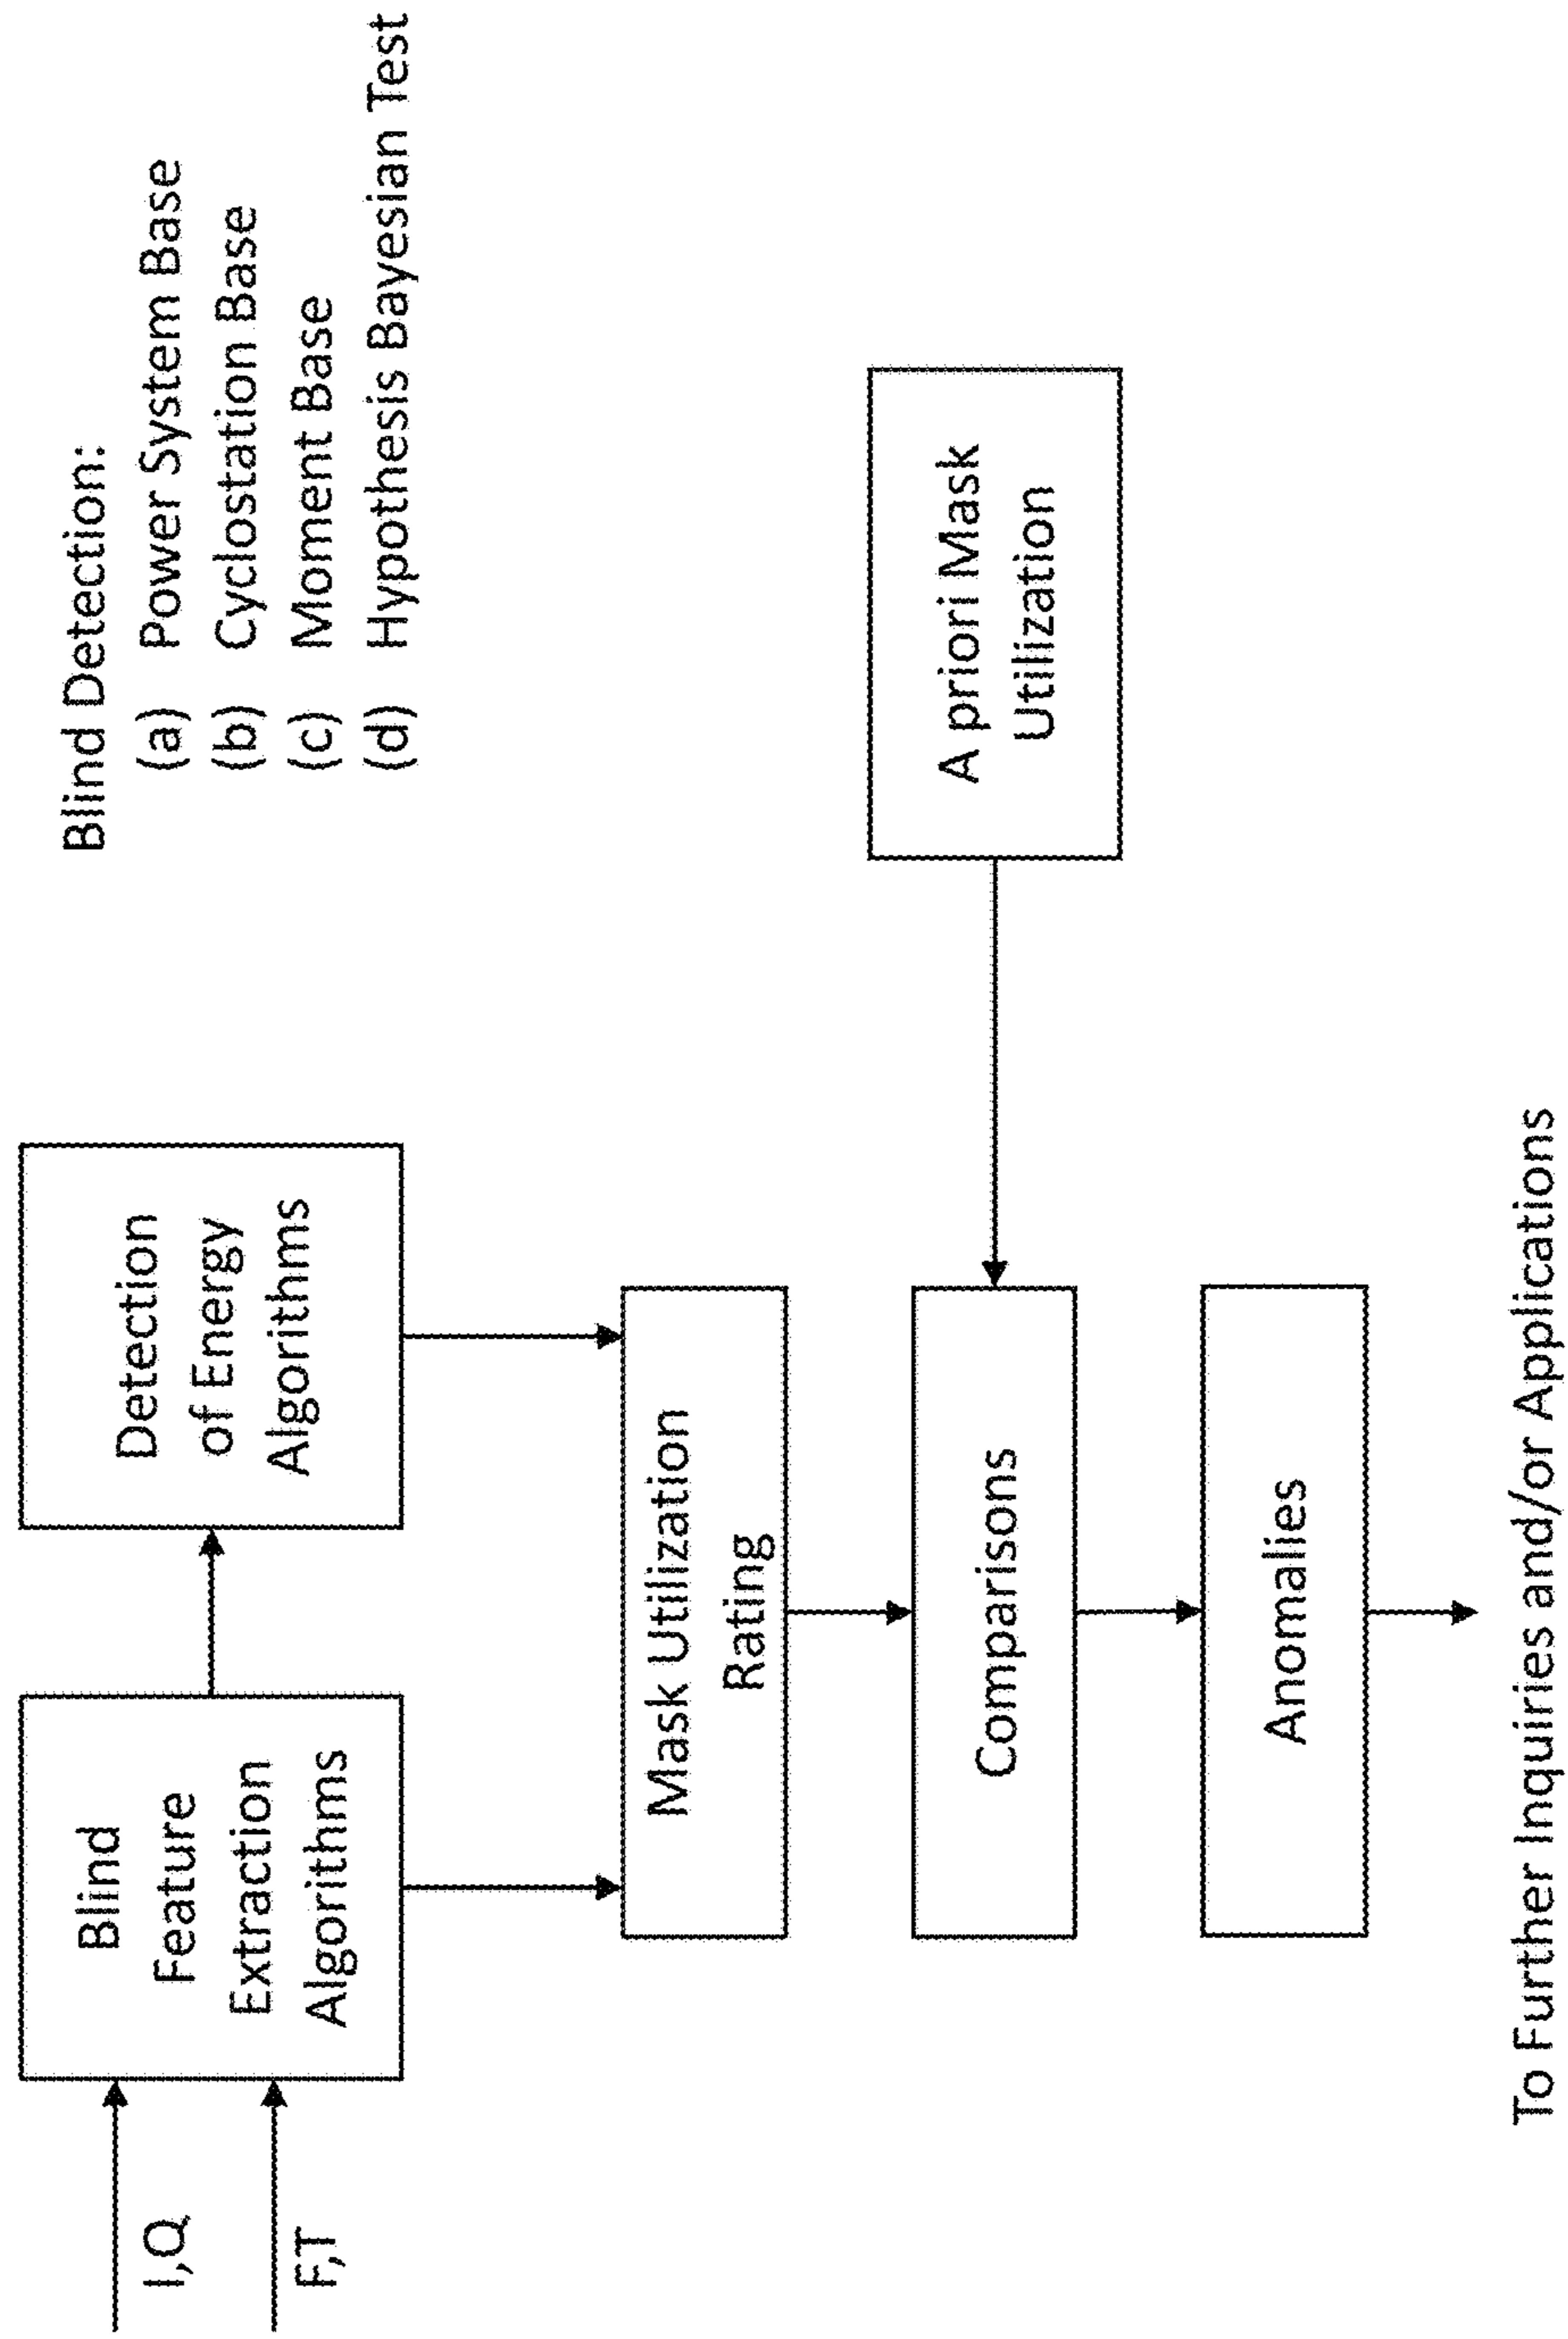 Blind Detection:
(a) Power System Base
(b) Cyclostation Base
(c) Moment Base
(d) Hypothesis Bayesian Test
I,Q
F,T
Blind
Feature
Extraction
Algorithms
Detection
of Energy
Algorithms
Mask Utilization
Rating
Comparisons
A priori Mask
Utilization
Anomalies
To Further Inquiries and/or Applications